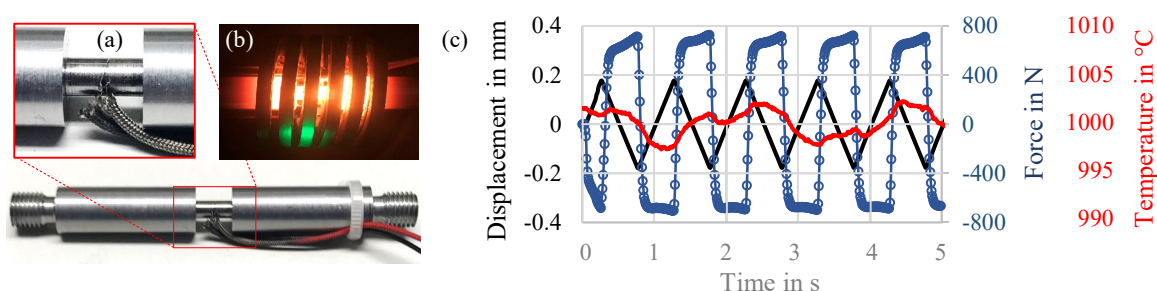 (a)
(b)
(c)
Displacement in mm
0.4
0.2
0
-0.2
-0.4
0 1 2 3 4 5
Time in s
800
400
0
-400
-800
Force in N
1010
1005
1000
995
990
Temperature in °C